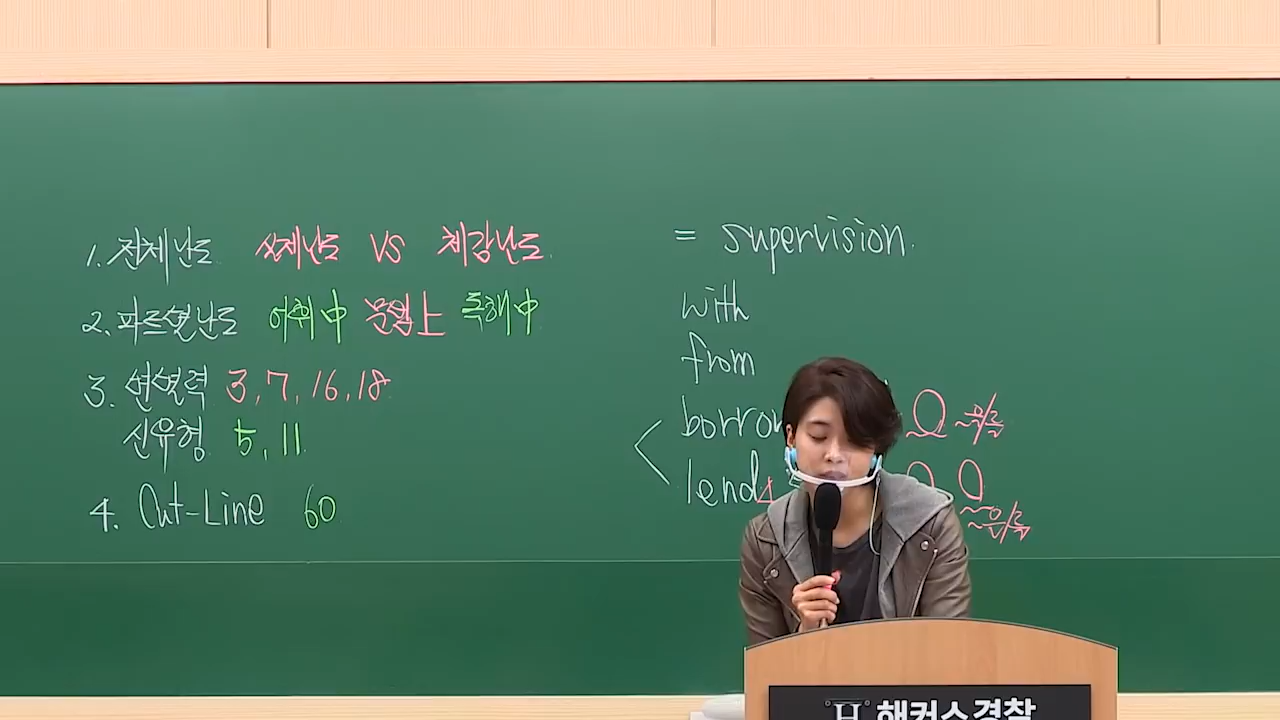 1. 전체난도 실제난도 VS 체감난도
2. 파트별난도 어휘中 문법上 독해中
3. 변별력 3, 7, 16, 18
신유형 5, 11
4. Cut-Line 60
= supervision.
with
from
borrow
lend 4
해커스경찰